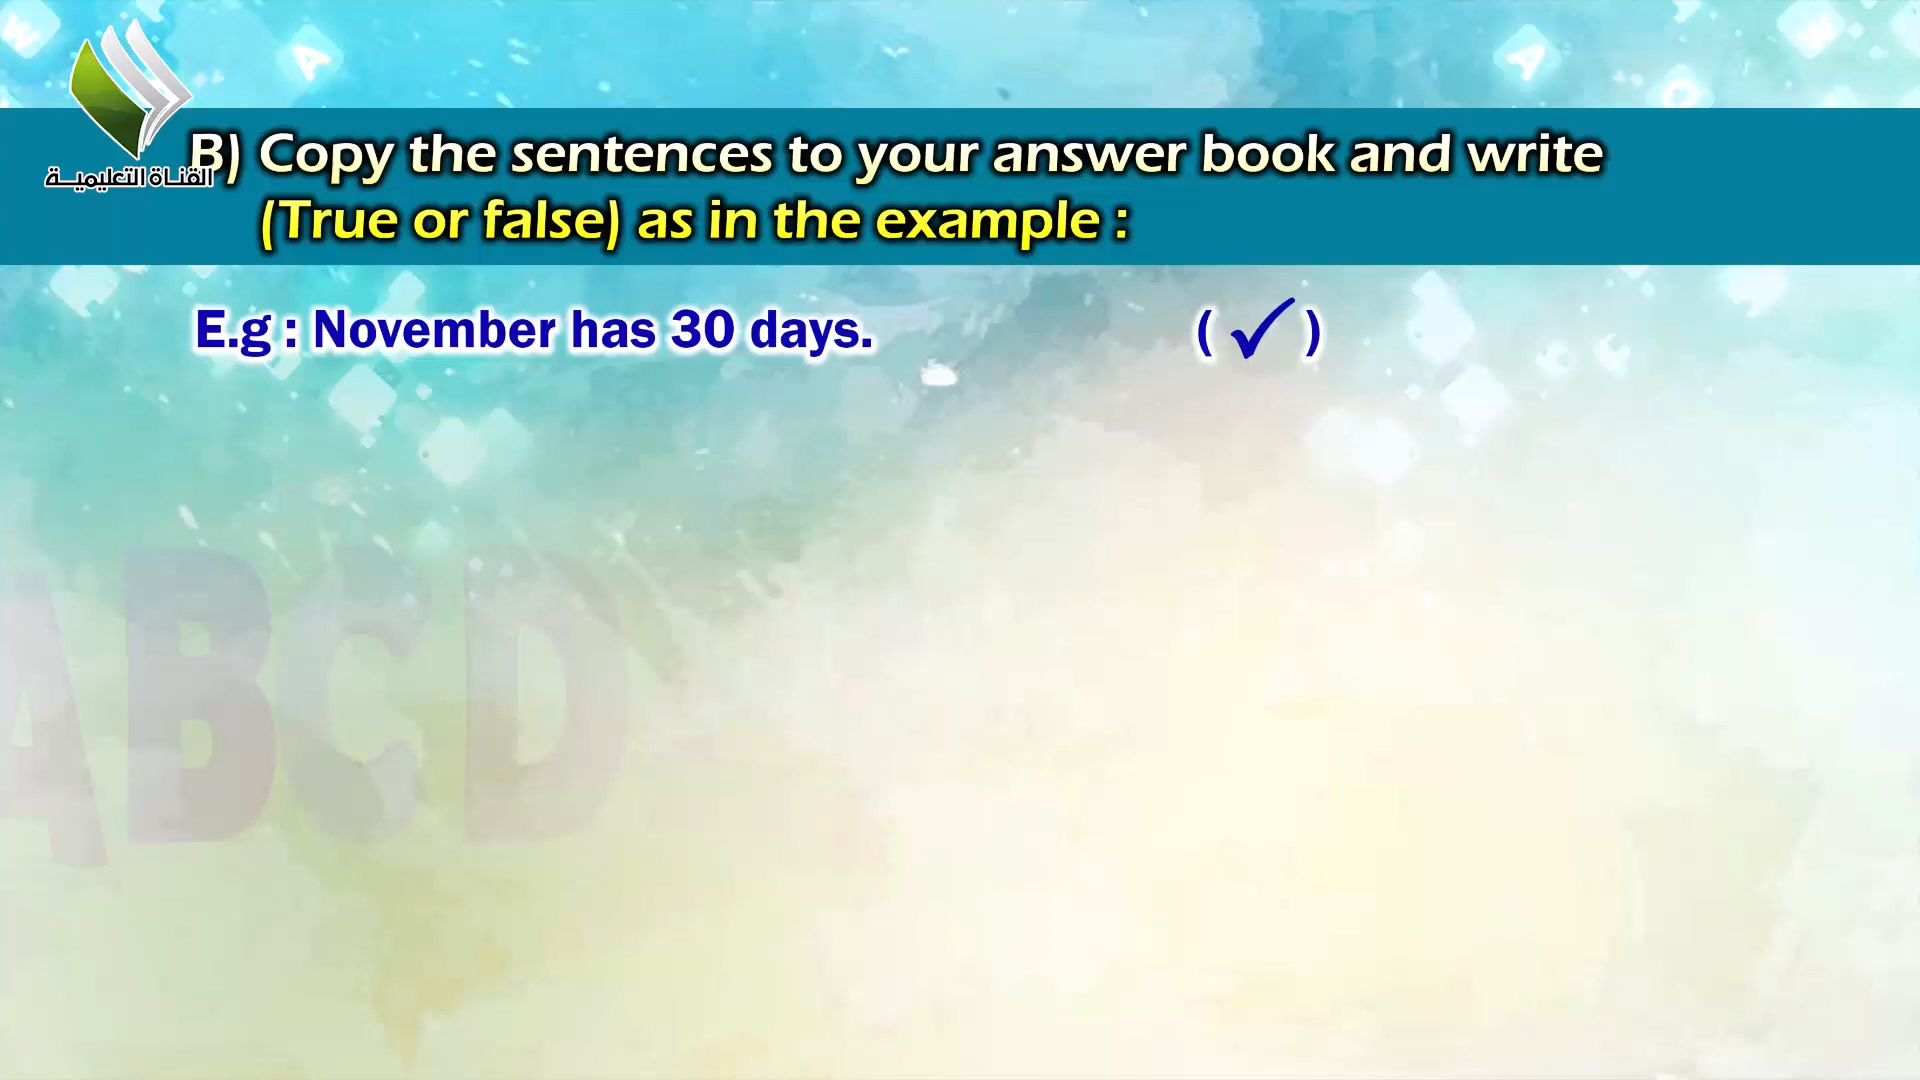 القناة التعليمية
B) Copy the sentences to your answer book and write
(True or false) as in the example :
E.g : November has 30 days. ( ✓ )
ABCD